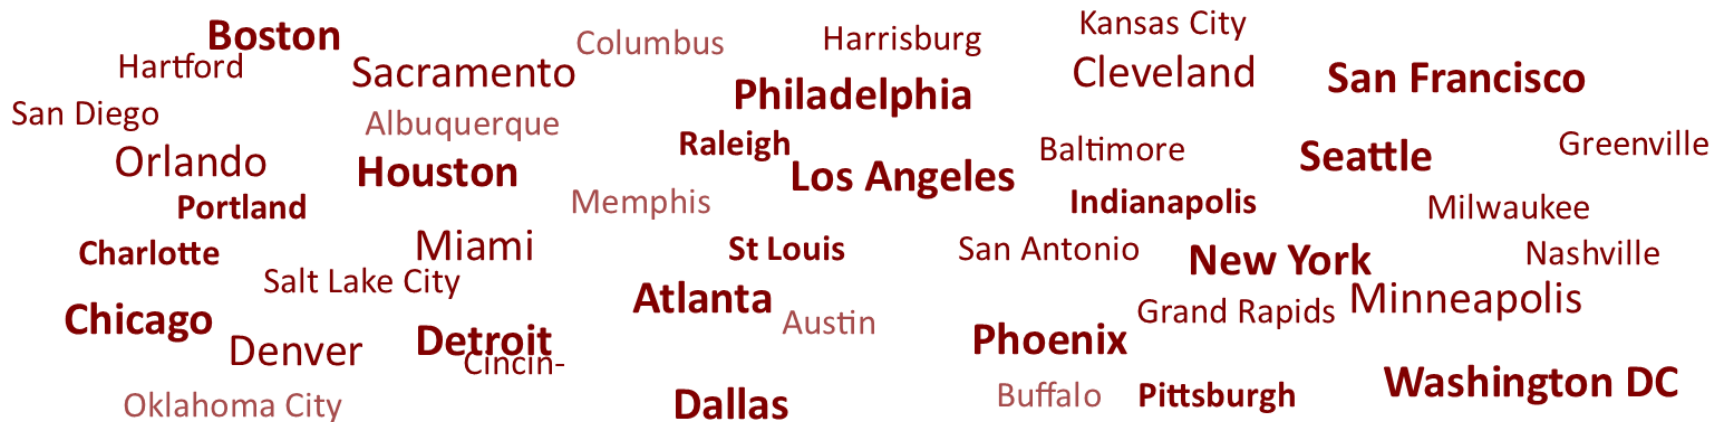 Kansas City
Boston
Columbus
Harrisburg
Hartford
Sacramento
Cleveland
San Francisco
Philadelphia
San Diego
Albuquerque
Raleigh
Baltimore
Seattle
Greenville
Orlando
Houston
Los Angeles
Portland
Memphis
Indianapolis
Milwaukee
Charlotte
Miami
St Louis
San Antonio
New York
Nashville
Salt Lake City
Atlanta
Grand Rapids
Minneapolis
Chicago
Austin
Denver
Detroit
Phoenix
Cincin-
Washington DC
Oklahoma City
Dallas
Buffalo
Pittsburgh